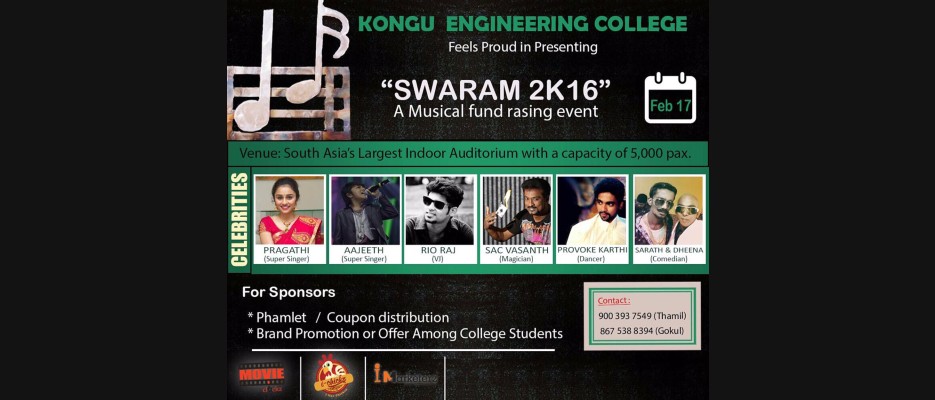 KONGU ENGINEERING COLLEGE
Feels Proud in Presenting
“SWARAM 2K16”
A Musical fund rasing event
Feb 17
Venue: South Asia's Largest Indoor Auditorium with a capacity of 5,000 pax.
CELEBRITIES
PRAGATHI
(Super Singer)
AAJEETH
(Super Singer)
RIO RAJ
(VJ)
SAC VASANTH
(Magician)
PROVOKE KARTHI
(Dancer)
SARATH & DHEENA
(Comedian)
For Sponsors
* Phamlet / Coupon distribution
* Brand Promotion or Offer Among College Students
Contact:
900 393 7549 (Thamil)
867 538 8394 (Gokul)
MOVIE